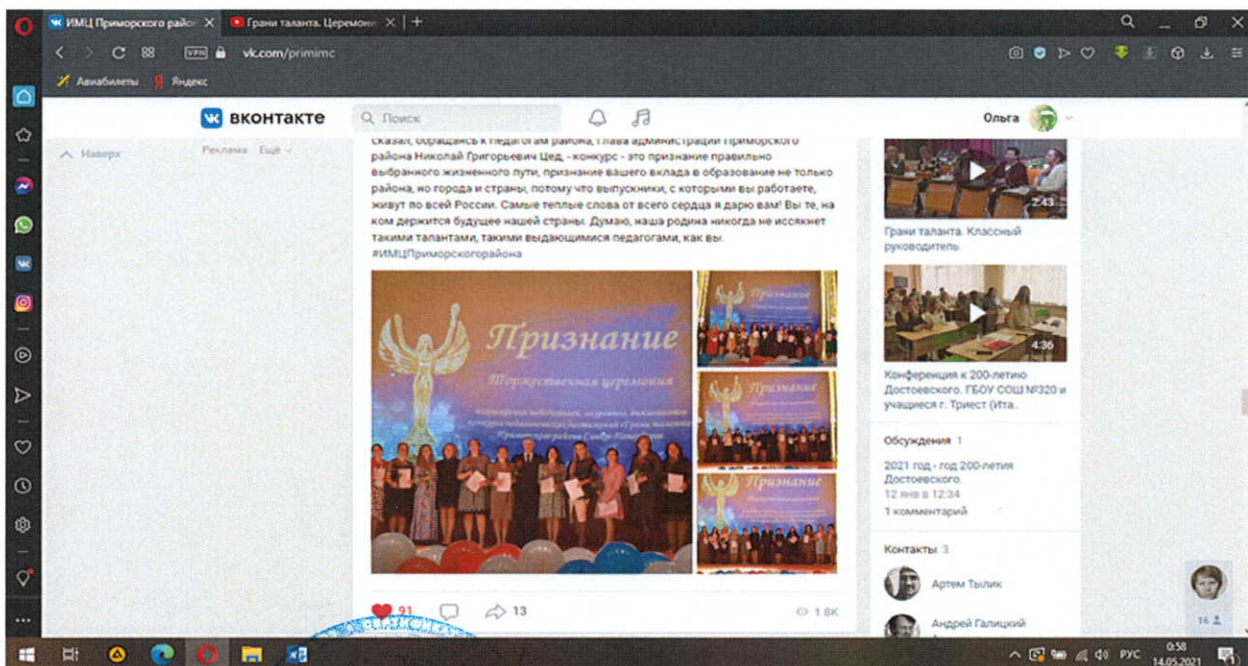 ИМЦ Приморского райо
Грани таланта. Церемони
vk.com/primimc
VPN
Авиабилеты
Яндекс
ВКОНТАКТЕ
Поиск
Ольга
Наверх
Реклама Ещё
сказал, обращаясь к педагогам района, глава администрации Приморского
района Николай Григорьевич Цед, - конкурс - это признание правильно
выбранного жизненного пути, признание вашего вклада в образование не только
района, но города и страны, потому что выпускники, с которыми вы работаете,
живут по всей России. Самые теплые слова от всего сердца я дарю вам! Вы те, на
ком держится будущее нашей страны. Думаю, наша родина никогда не иссякнет
такими талантами, такими выдающимися педагогами, как вы.
#ИМЦПриморскогорайона
Признание
Торжественная церемония
Признание
Признание
Признание
91
13
1.8K
2:43
Грани таланта. Классный
руководитель.
4:36
Конференция к 200-летию
Достоевского. ГБОУ СОШ №320 и
учащиеся г. Триест (Ита..
Обсуждения 1
2021 год - год 200-летия
Достоевского.
12 янв в 12:34
1 комментарий
Контакты 3
Артем Тылик
Андрей Галицкий
16
РУС
0:58
14.05.2021